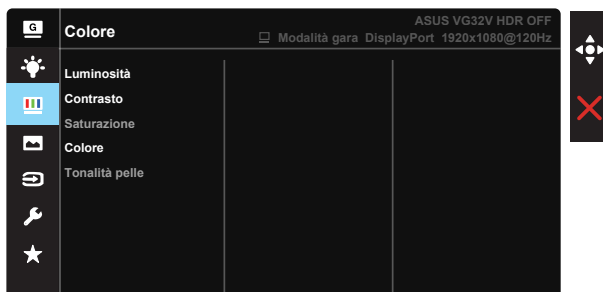 G
Colore
ASUS VG32V HDR OFF
Modalità gara DisplayPort 1920x1080@120Hz
Luminosità
Contrasto
Saturazione
Colore
Tonalità pelle